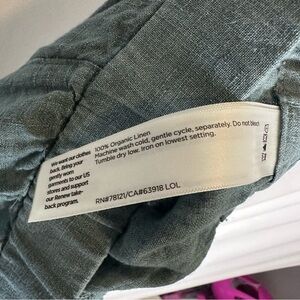 We want our clothes
back. Bring your
gently worn
garments to our US
stores and support
our Renew take-
back program.
100% Organic Linen
Machine wash cold, gentle cycle, separately. Do not bleach.
Tumble dry low. Iron on lowest setting.
RN#78121/CA#63918 LOL